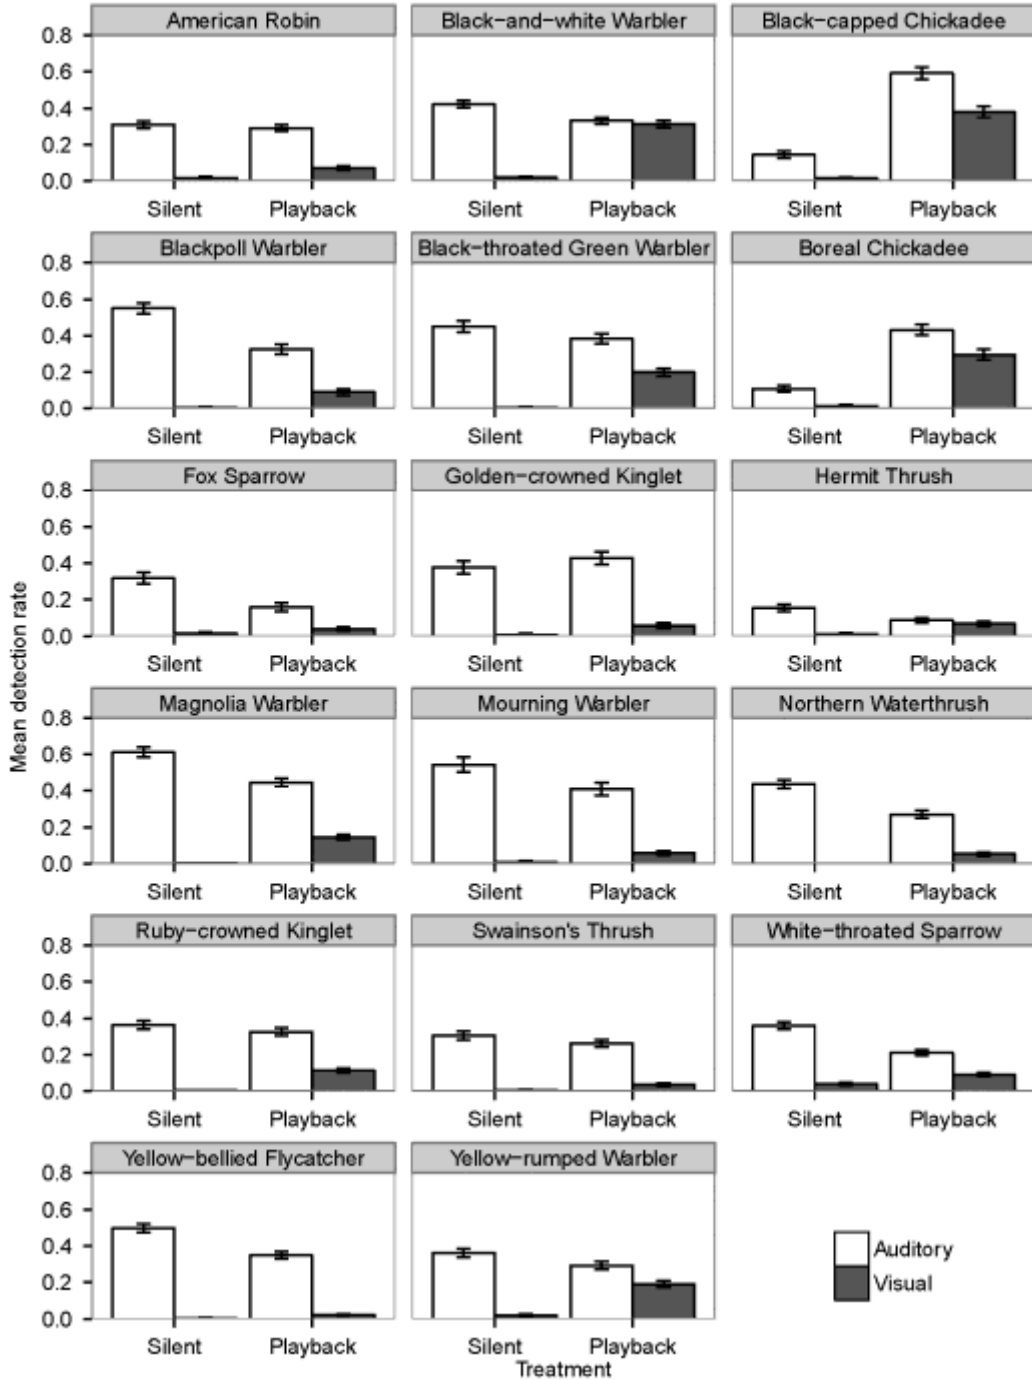 American Robin Black-and-white Warbler Black-capped Chickadee
0.8
0.6
0.4
0.2
0.0
Silent Playback Silent Playback Silent Playback
Blackpoll Warbler Black-throated Green Warbler Boreal Chickadee
0.8
0.6
0.4
0.2
0.0
Silent Playback Silent Playback Silent Playback
Fox Sparrow Golden-crowned Kinglet Hermit Thrush
0.8
0.6
0.4
0.2
0.0
Silent Playback Silent Playback Silent Playback
Mean detection rate
Magnolia Warbler Mourning Warbler Northern Waterthrush
0.8
0.6
0.4
0.2
0.0
Silent Playback Silent Playback Silent Playback
Ruby-crowned Kinglet Swainson's Thrush White-throated Sparrow
0.8
0.6
0.4
0.2
0.0
Silent Playback Silent Playback Silent Playback
Yellow-bellied Flycatcher Yellow-rumped Warbler
0.8
0.6
0.4
0.2
0.0
Silent Playback Silent Playback
Auditory
Visual
Treatment